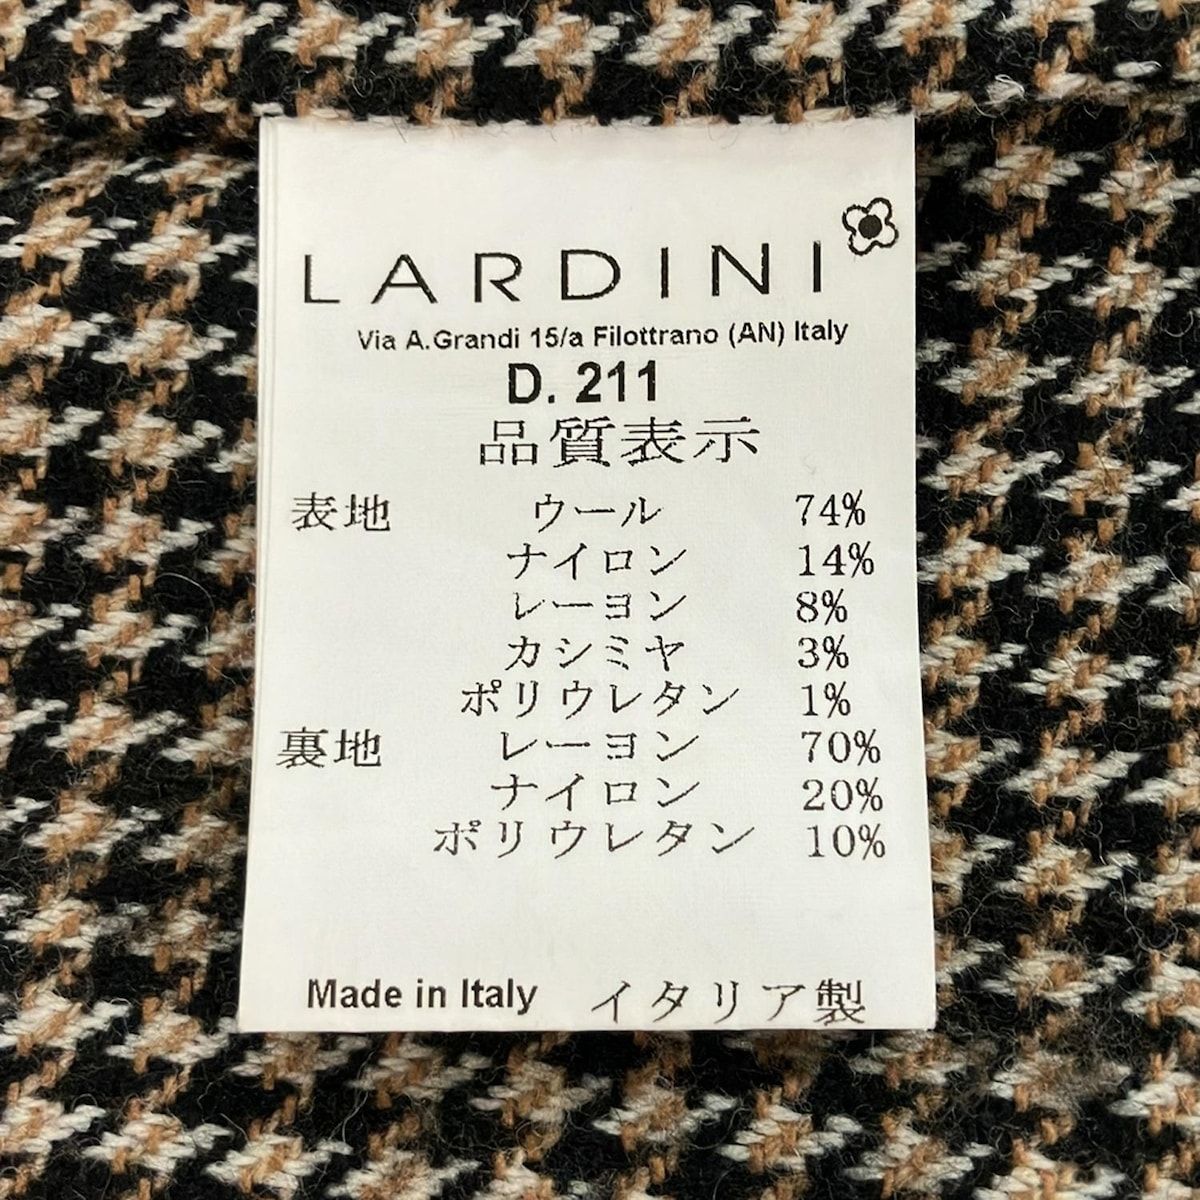 LARDINI
Via A.Grandi 15/a Filottrano (AN) Italy
D. 211
品質表示
表地 ウール 74%
ナイロン 14%
レーヨン 8%
カシミヤ 3%
ポリウレタン 1%
裏地 レーヨン 70%
ナイロン 20%
ポリウレタン 10%
Made in Italy イタリア製